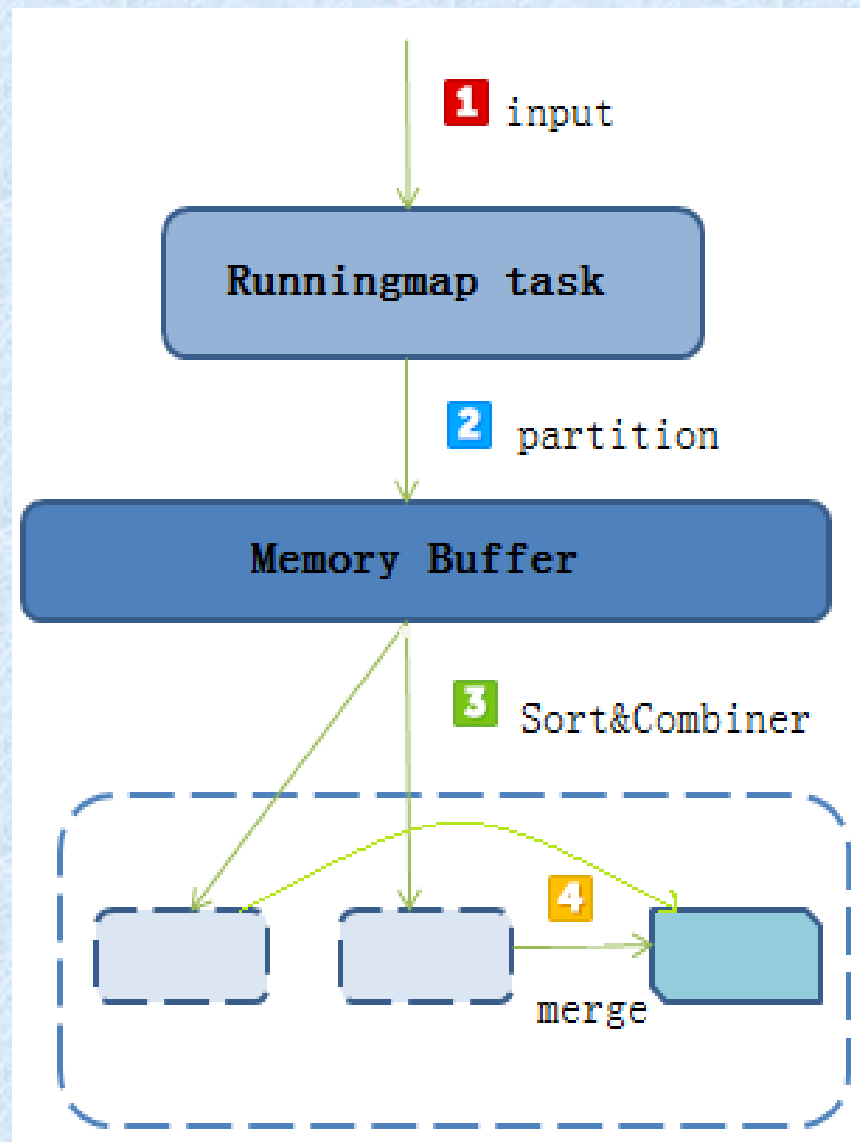 1 input
Runningmap task
2 partition
Memory Buffer
3 Sort&Combiner
4
merge